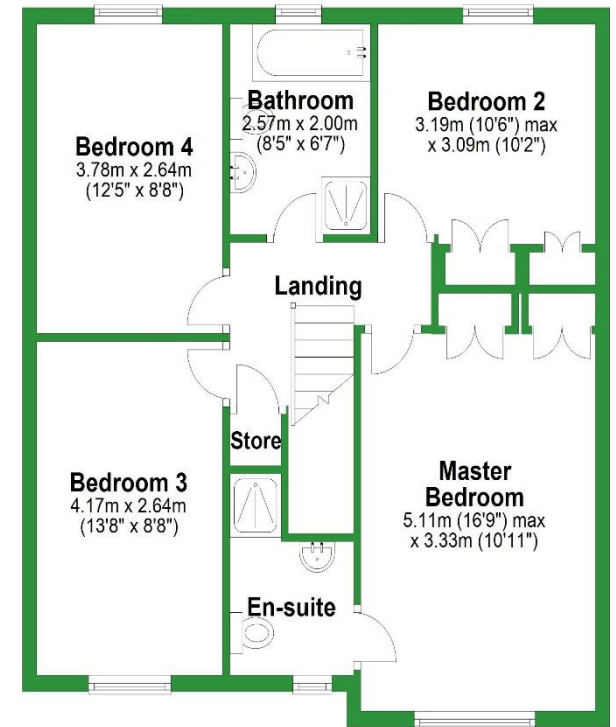 Bedroom 4
3.78m x 2.64m
(12'5" x 8'8")
Bathroom
2.57m x 2.00m
(8'5" x 6'7")
Bedroom 2
3.19m (10'6") max
x 3.09m (10'2")
Landing
Store
Bedroom 3
4.17m x 2.64m
(13'8" x 8'8")
En-suite
Master
Bedroom
5.11m (16'9") max
x 3.33m (10'11")